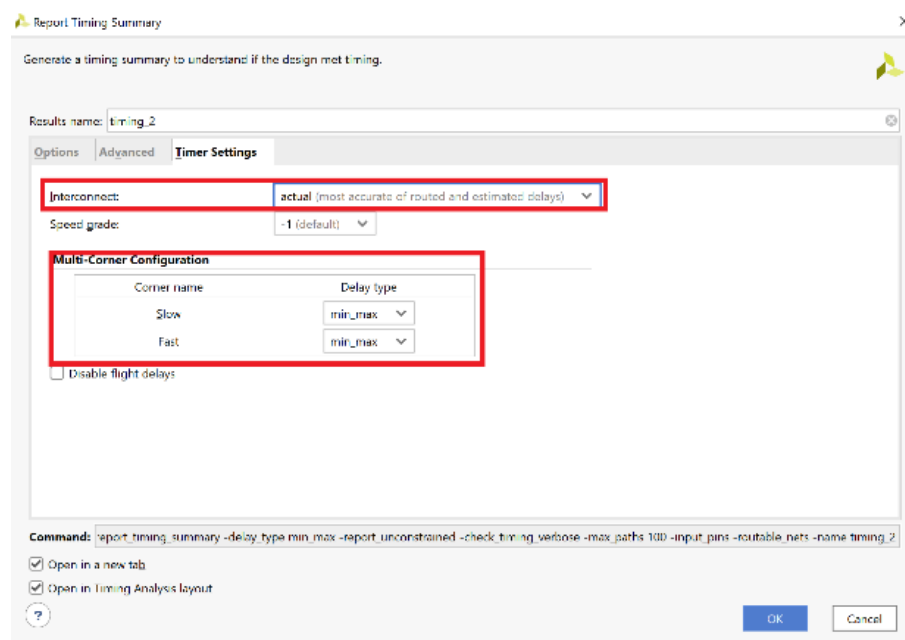 Report Timing Summary
Generate a timing summary to understand if the design met timing.
Results name: timing_2
Options Advanced Timer Settings
Interconnect: actual (most accurate of routed and estimated delays)
Speed grade: -1 (default)
Multi-Corner Configuration
Corner name Delay type
Slow min_max
Fast min_max
Disable flight delays
Command: report_timing_summary -delay_type min_max -report_unconstrained -check_timing_verbose -max_paths 100 -input_pins -routable_nets -name timing_2
Open in a new tab
Open in Timing Analysis layout
? OK Cancel